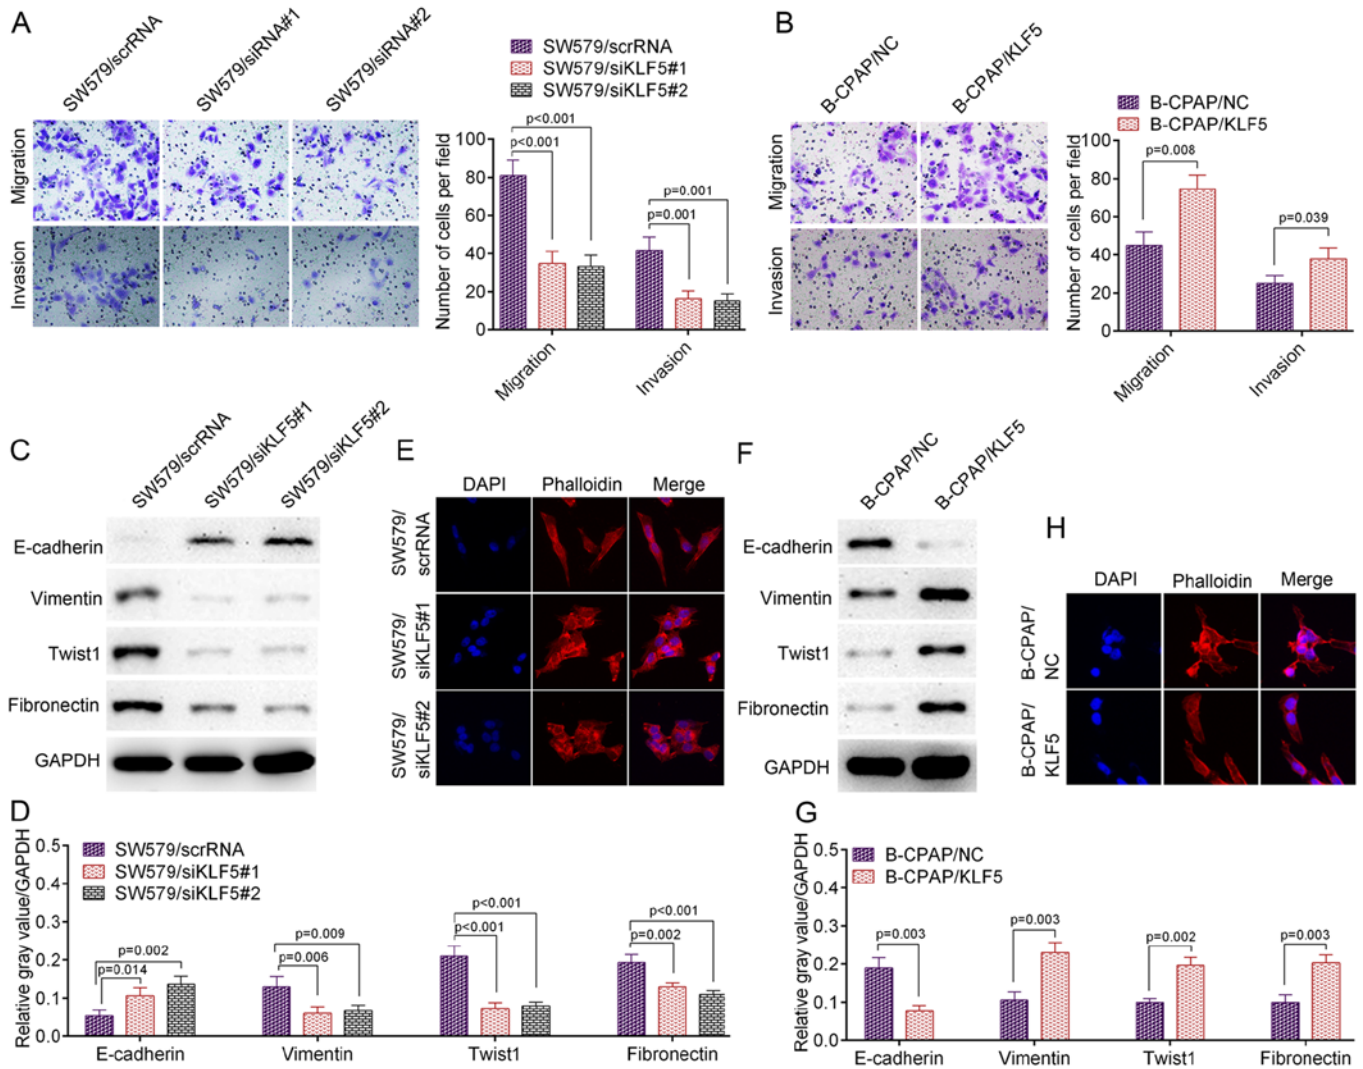 A
SW579/scrRNA
SW579/siRNA#1
SW579/siRNA#2
Migration
Invasion
SW579/scrRNA
SW579/siKLF5#1
SW579/siKLF5#2
Number of cells per field
100
80
60
40
20
0
p<0.001
p<0.001
p=0.001
p=0.001
Migration
Invasion
B
B-CPAP/NC
B-CPAP/KLF5
Migration
Invasion
B-CPAP/NC
B-CPAP/KLF5
Number of cells per field
100
80
60
40
20
0
p=0.008
p=0.039
Migration
Invasion
C
SW579/scrRNA
SW579/siKLF5#1
SW579/siKLF5#2
E-cadherin
Vimentin
Twist1
Fibronectin
GAPDH
E
DAPI Phalloidin Merge
SW579/
scrRNA
SW579/
siKLF5#1
SW579/
siKLF5#2
F
B-CPAP/NC
B-CPAP/KLF5
E-cadherin
Vimentin
Twist1
Fibronectin
GAPDH
H
DAPI Phalloidin Merge
B-CPAP/
NC
B-CPAP/
KLF5
D
Relative gray value/GAPDH
0.5
0.4
0.3
0.2
0.1
0.0
SW579/scrRNA
SW579/siKLF5#1
SW579/siKLF5#2
p=0.002
p=0.014
p=0.009
p=0.006
p<0.001
p<0.001
p<0.001
p=0.002
E-cadherin Vimentin Twist1 Fibronectin
G
Relative gray value/GAPDH
0.5
0.4
0.3
0.2
0.1
0.0
B-CPAP/NC
B-CPAP/KLF5
p=0.003
p=0.003
p=0.002
p=0.003
E-cadherin Vimentin Twist1 Fibronectin